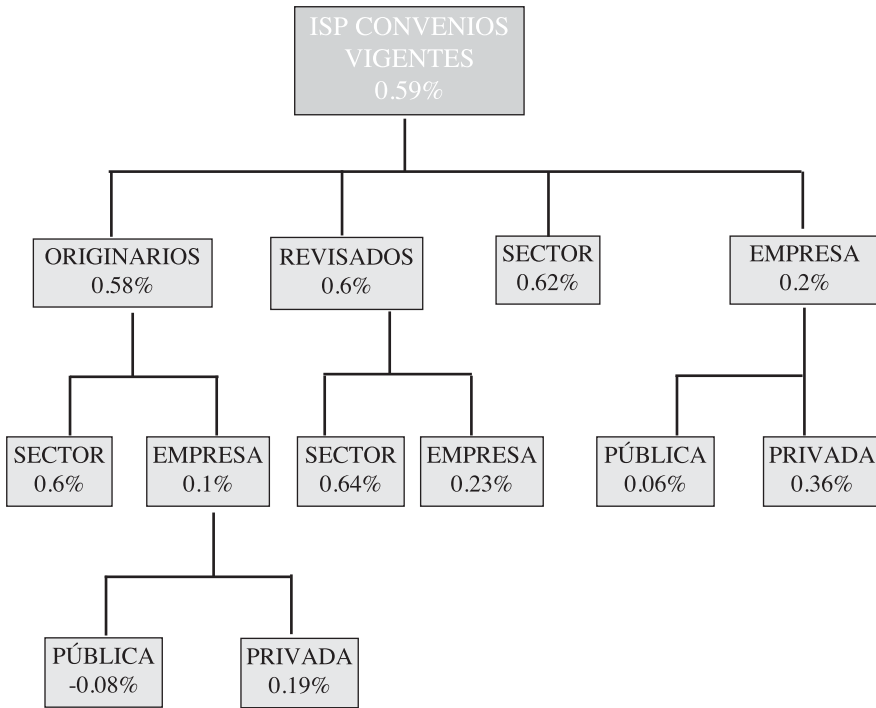 ISP CONVENIOS
VIGENTES
0.59%
ORIGINARIOS
0.58%
REVISADOS
0.6%
SECTOR
0.62%
EMPRESA
0.2%
SECTOR
0.6%
EMPRESA
0.1%
SECTOR
0.64%
EMPRESA
0.23%
PÚBLICA
0.06%
PRIVADA
0.36%
PÚBLICA
-0.08%
PRIVADA
0.19%